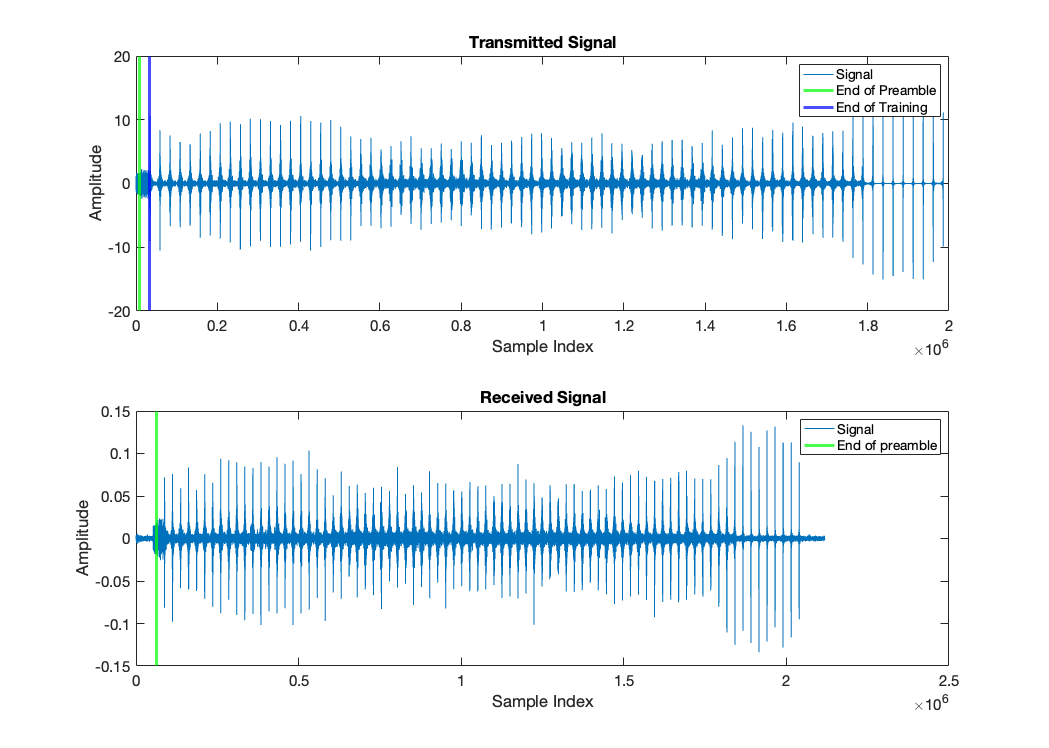 Transmitted Signal
20
10
0
-10
-20
Amplitude
Signal
End of Preamble
End of Training
0 0.2 0.4 0.6 0.8 1 1.2 1.4 1.6 1.8 2
Sample Index
×10^6
Received Signal
0.15
0.1
0.05
0
-0.05
-0.1
-0.15
Amplitude
Signal
End of preamble
0 0.5 1 1.5 2 2.5
Sample Index
×10^6